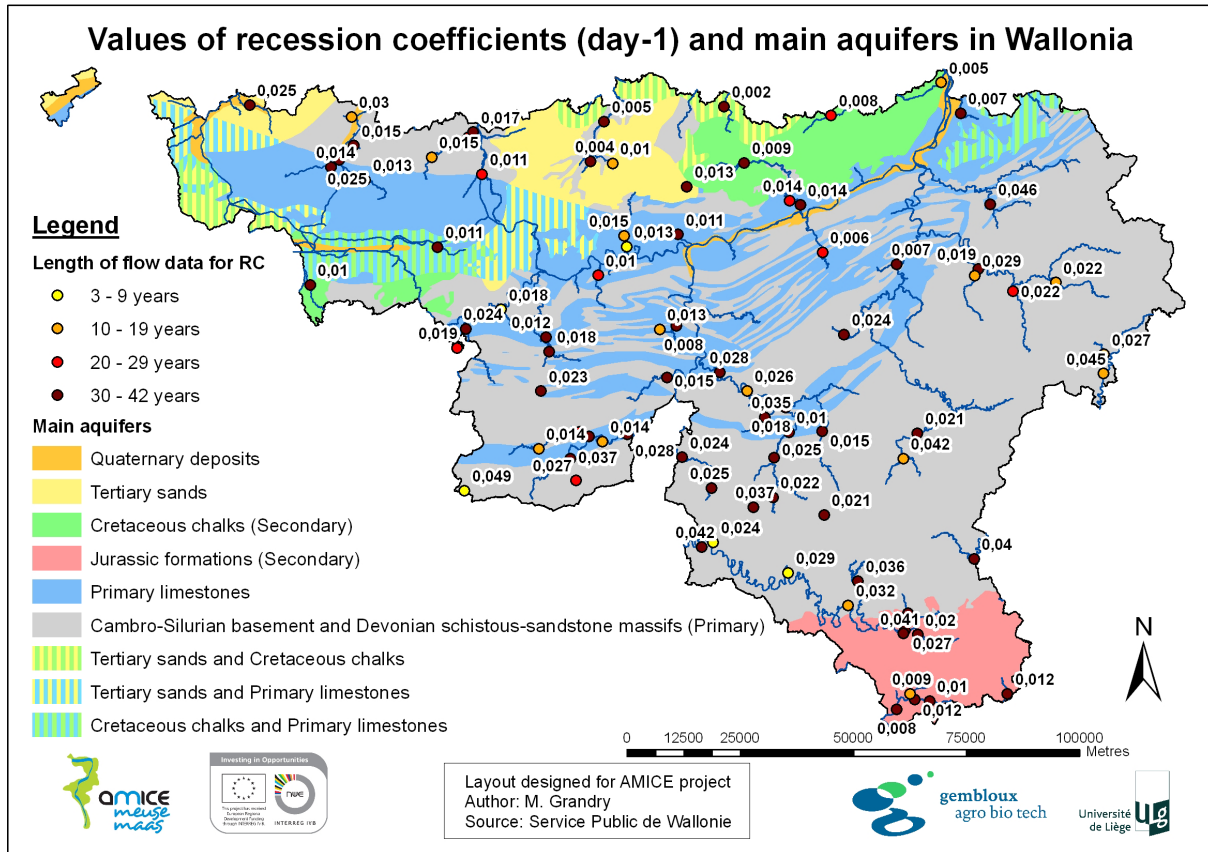 Values of recession coefficients (day-1) and main aquifers in Wallonia
0,025
0,03
0,015
0,014
0,025
0,013
0,015
0,017
0,011
0,005
0,004
0,01
0,002
0,008
0,005
0,007
0,009
0,013
0,014
0,014
0,046
0,015
0,013
0,011
0,01
0,006
0,007
0,019
0,029
0,022
0,022
0,011
0,01
0,018
0,024
0,019
0,012
0,018
0,013
0,008
0,024
0,027
0,045
0,023
0,015
0,028
0,026
0,035
0,018
0,01
0,015
0,021
0,042
0,014
0,014
0,027
0,037
0,028
0,024
0,049
0,025
0,025
0,037
0,022
0,021
0,042
0,024
0,029
0,036
0,032
0,04
0,041
0,02
0,027
0,009
0,01
0,012
0,012
0,008
Legend
Length of flow data for RC
3 - 9 years
10 - 19 years
20 - 29 years
30 - 42 years
Main aquifers
Quaternary deposits
Tertiary sands
Cretaceous chalks (Secondary)
Jurassic formations (Secondary)
Primary limestones
Cambro-Silurian basement and Devonian schistous-sandstone massifs (Primary)
Tertiary sands and Cretaceous chalks
Tertiary sands and Primary limestones
Cretaceous chalks and Primary limestones
N
0 12500 25000 50000 75000 100000
Metres
amice
meuse
maas
Investing in Opportunities
This project has received
European Regional
Development Funding
through INTERREG IV B.
nwe
INTERREG IVB
Layout designed for AMICE project
Author: M. Grandry
Source: Service Public de Wallonie
gembloux
agro bio tech
Université
de Liège
ULg